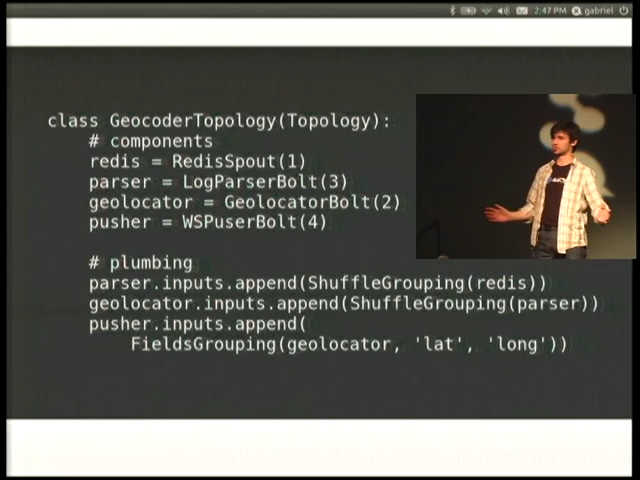 2:47 PM gabriel
class GeocoderTopology(Topology):
# components
redis = RedisSpout(1)
parser = LogParserBolt(3)
geolocator = GeolocatorBolt(2)
pusher = WSPuserBolt(4)
# plumbing
parser.inputs.append(ShuffleGrouping(redis))
geolocator.inputs.append(ShuffleGrouping(parser))
pusher.inputs.append(
FieldsGrouping(geolocator, 'lat', 'long'))